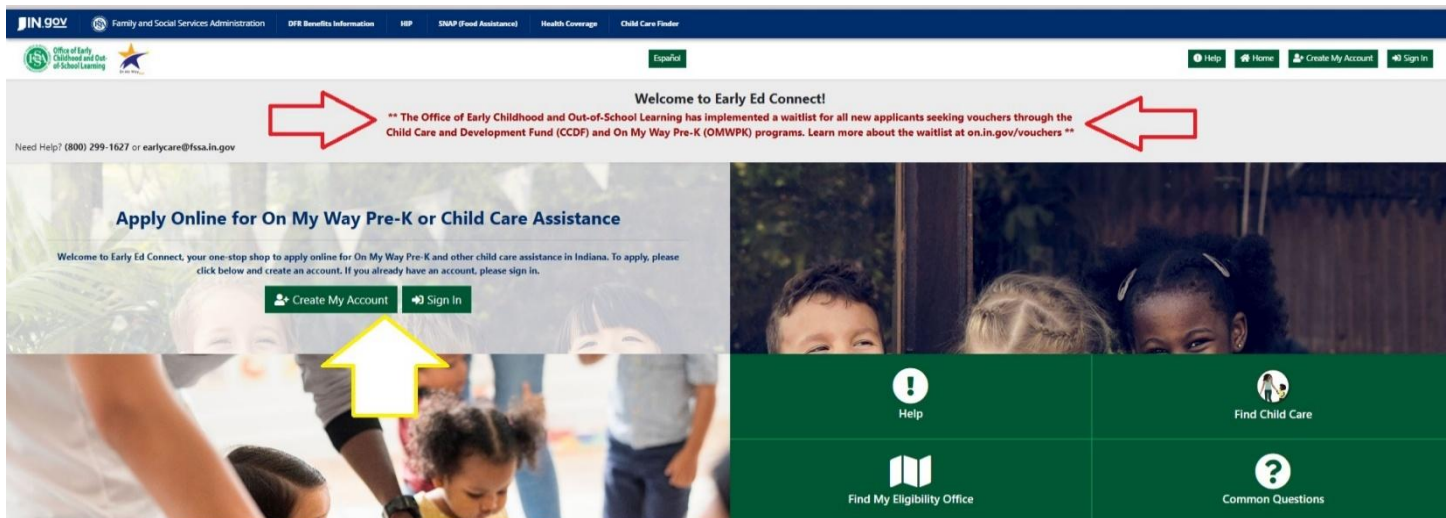 IN.gov
Family and Social Services Administration
DFR Benefits Information
HIP
SNAP (Food Assistance)
Health Coverage
Child Care Finder
FSSA
Office of Early
Childhood and Out-
of-School Learning
On My Way
Español
Help
Home
Create My Account
Sign In
Welcome to Early Ed Connect!
** The Office of Early Childhood and Out-of-School Learning has implemented a waitlist for all new applicants seeking vouchers through the
Child Care and Development Fund (CCDF) and On My Way Pre-K (OMWPK) programs. Learn more about the waitlist at on.in.gov/vouchers **
Need Help? (800) 299-1627 or earlycare@fssa.in.gov
Apply Online for On My Way Pre-K or Child Care Assistance
Welcome to Early Ed Connect, your one-stop shop to apply online for On My Way Pre-K and other child care assistance in Indiana. To apply, please
click below and create an account. If you already have an account, please sign in.
Create My Account
Sign In
Help
Find Child Care
Find My Eligibility Office
Common Questions